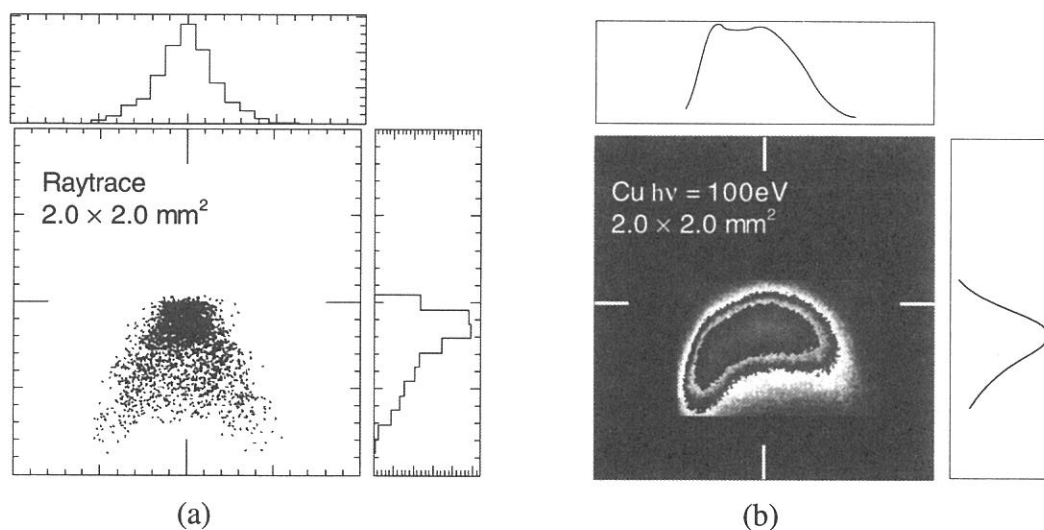 Raytrace
2.0 × 2.0 mm²
(a)
Cu hν = 100eV
2.0 × 2.0 mm²
(b)